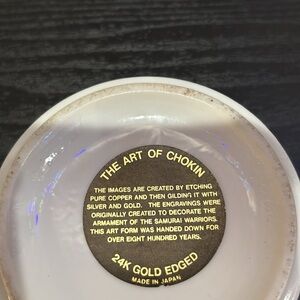 THE ART OF CHOKIN
THE IMAGES ARE CREATED BY ETCHING
PURE COPPER AND THEN GILDING IT WITH
SILVER AND GOLD. THE ENGRAVINGS WERE
ORIGINALLY CREATED TO DECORATE THE
ARMAMENT OF THE SAMURAI WARRIORS.
THIS ART FORM WAS HANDED DOWN FOR
OVER EIGHT HUNDRED YEARS.
24K GOLD EDGED
MADE IN JAPAN